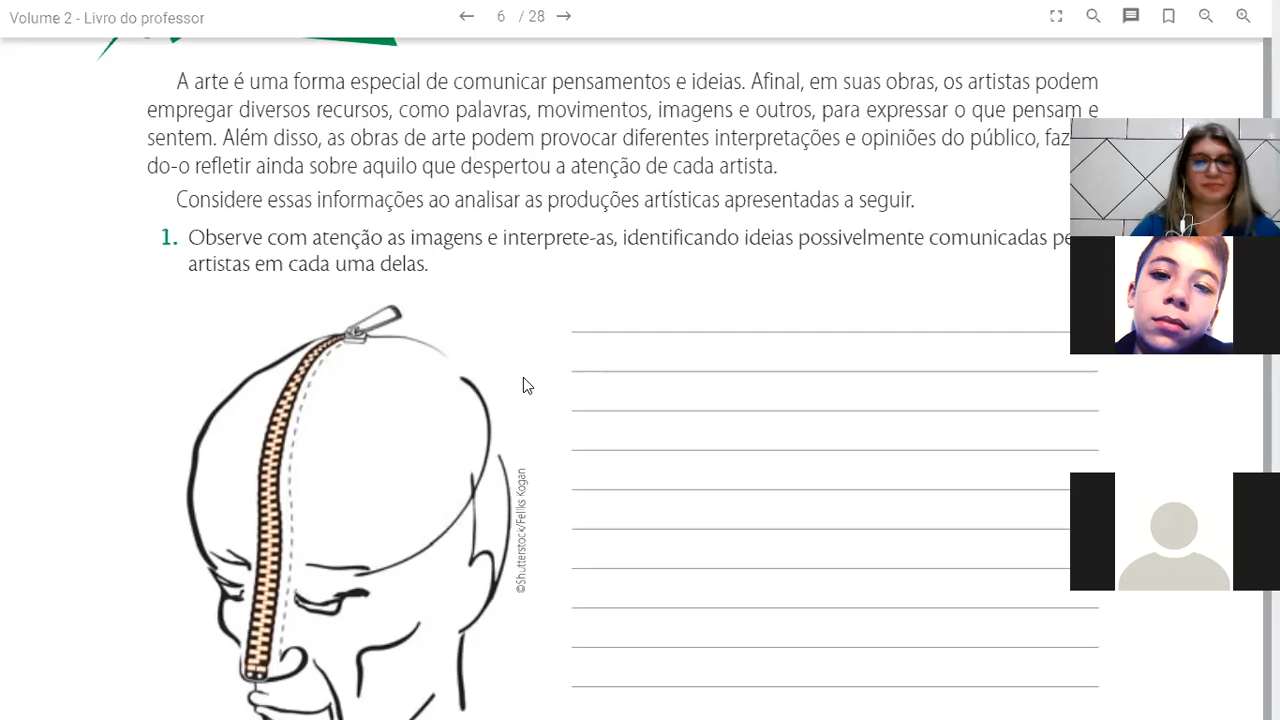 Volume 2 - Livro do professor
6 / 28
A arte é uma forma especial de comunicar pensamentos e ideias. Afinal, em suas obras, os artistas podem
empregar diversos recursos, como palavras, movimentos, imagens e outros, para expressar o que pensam e
sentem. Além disso, as obras de arte podem provocar diferentes interpretações e opiniões do público, faz
do-o refletir ainda sobre aquilo que despertou a atenção de cada artista.
Considere essas informações ao analisar as produções artísticas apresentadas a seguir.
1. Observe com atenção as imagens e interprete-as, identificando ideias possivelmente comunicadas pe
artistas em cada uma delas.
©Shutterstock/Feliks Kogan